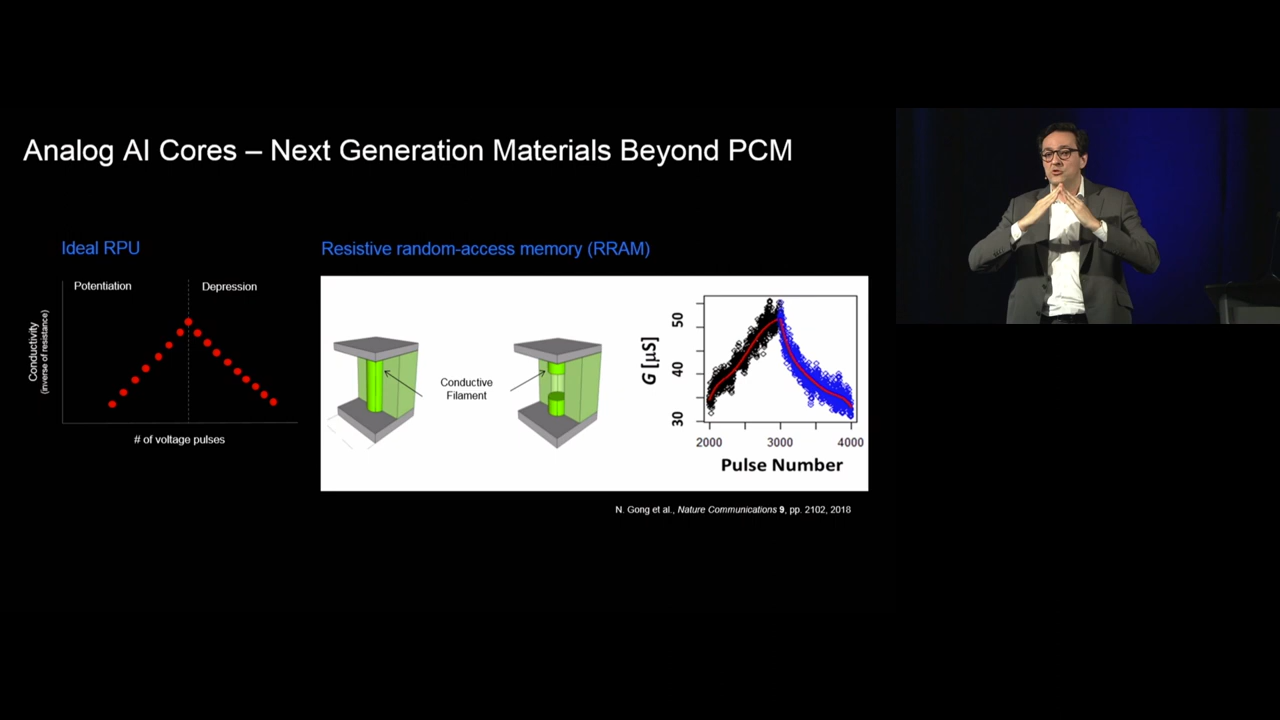 Analog AI Cores – Next Generation Materials Beyond PCM
Ideal RPU
Potentiation
Depression
Conductivity
(inverse of resistance)
# of voltage pulses
Resistive random-access memory (RRAM)
Conductive
Filament
G [µS]
50
40
30
2000
3000
4000
Pulse Number
N. Gong et al., Nature Communications 9, pp. 2102, 2018